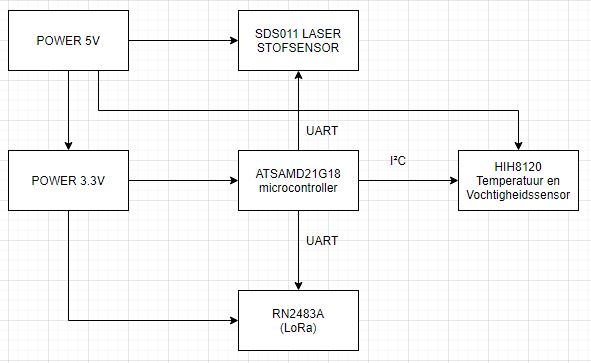 POWER 5V
SDS011 LASER
STOFSENSOR
UART
I²C
POWER 3.3V
ATSAMD21G18
microcontroller
HIH8120
Temperatuur en
Vochtigheidssensor
UART
RN2483A
(LoRa)